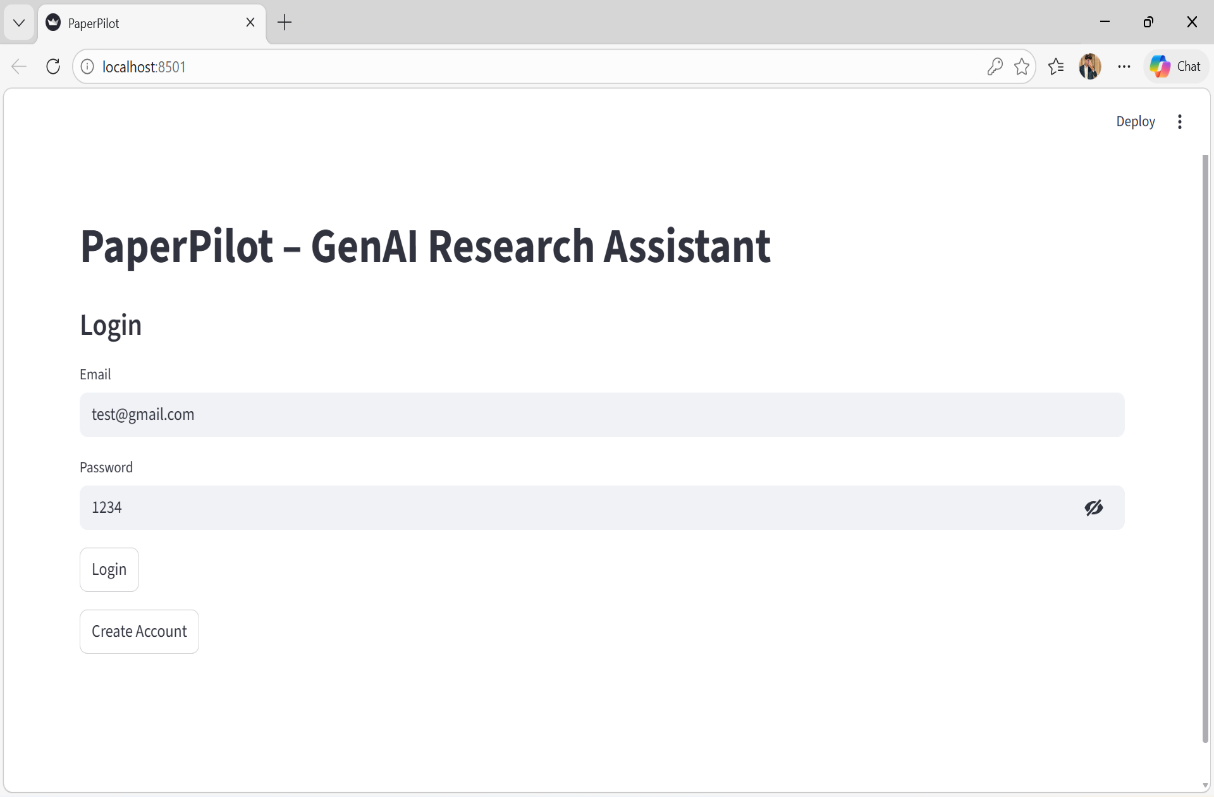 PaperPilot
localhost:8501
Chat
Deploy
PaperPilot – GenAI Research Assistant
Login
Email
test@gmail.com
Password
1234
Login
Create Account